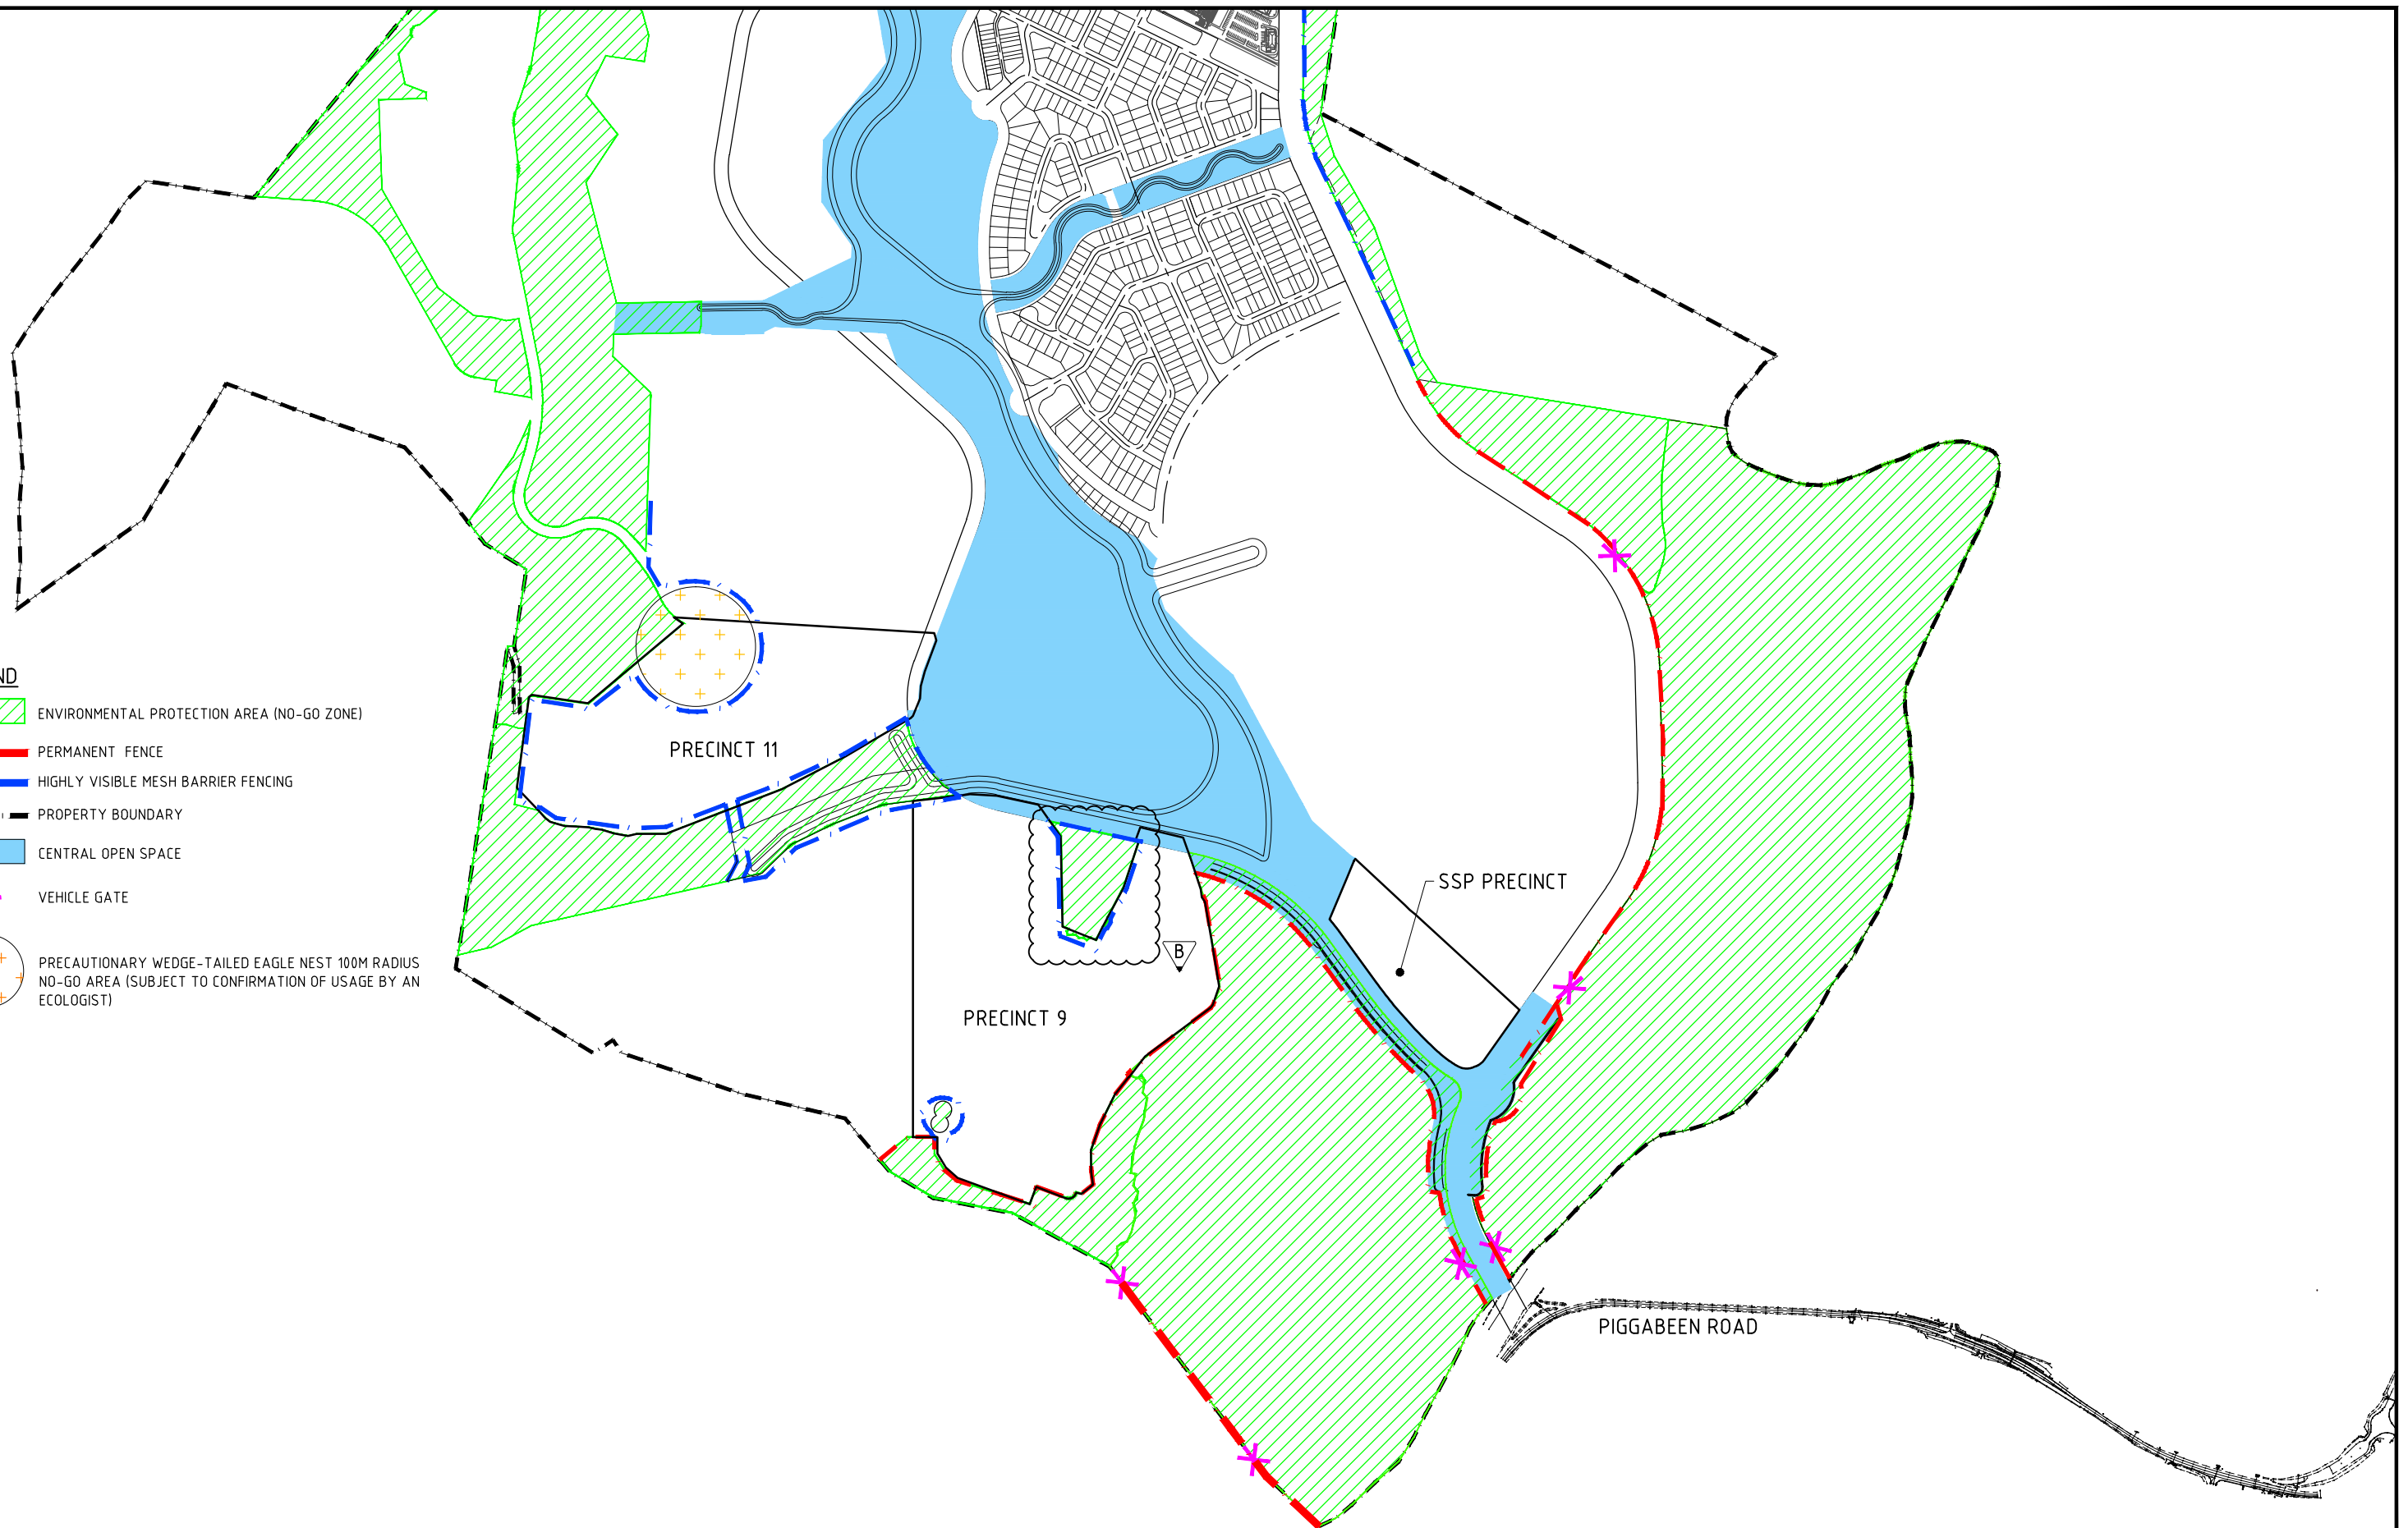 ND
ENVIRONMENTAL PROTECTION AREA (NO-GO ZONE)
PERMANENT FENCE
HIGHLY VISIBLE MESH BARRIER FENCING
PROPERTY BOUNDARY
CENTRAL OPEN SPACE
VEHICLE GATE
PRECAUTIONARY WEDGE-TAILED EAGLE NEST 100M RADIUS
NO-GO AREA (SUBJECT TO CONFIRMATION OF USAGE BY AN
ECOLOGIST)
PRECINCT 11
SSP PRECINCT
B
PRECINCT 9
PIGGABEEN ROAD